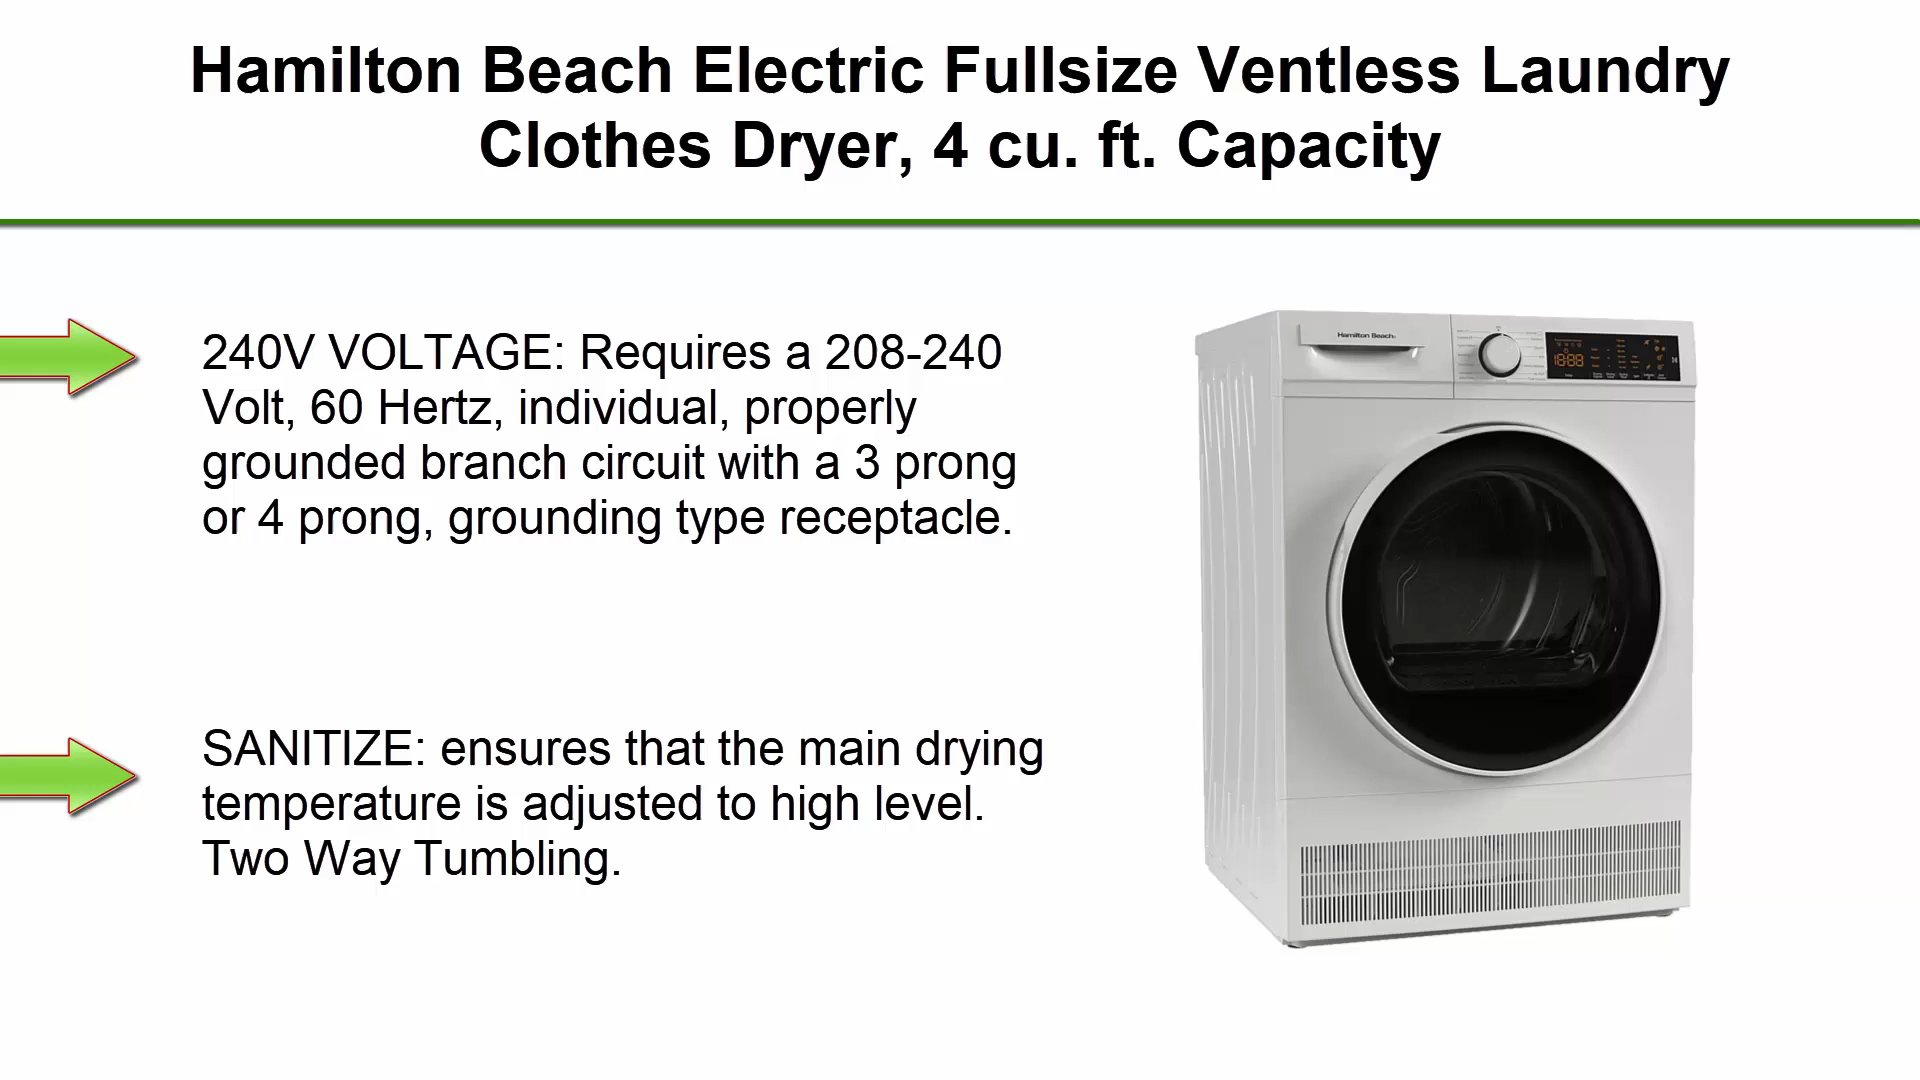 Hamilton Beach Electric Fullsize Ventless Laundry
Clothes Dryer, 4 cu. ft. Capacity
240V VOLTAGE: Requires a 208-240
Volt, 60 Hertz, individual, properly
grounded branch circuit with a 3 prong
or 4 prong, grounding type receptacle.
SANITIZE: ensures that the main drying
temperature is adjusted to high level.
Two Way Tumbling.
Hamilton Beach
18:88